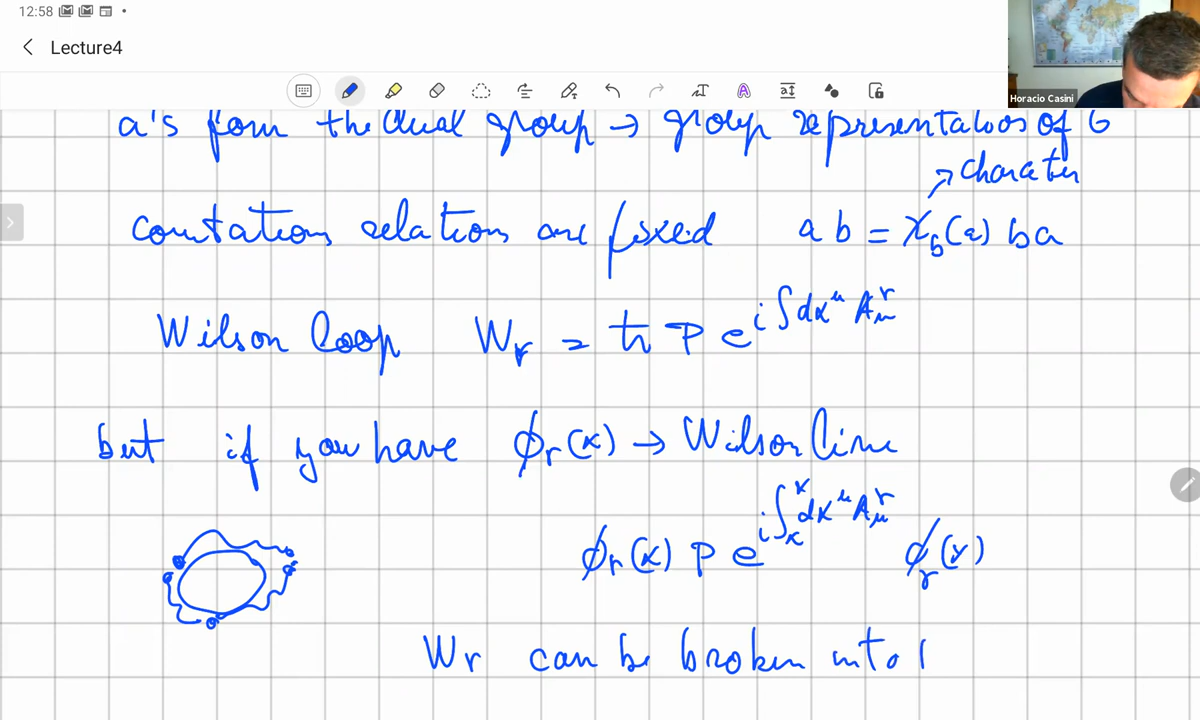 12:58
Lecture4
Horacio Casini
a's form the dual group → group representations of G
→ character
comutations relations are fixed a b = χ_b(a) b a
Wilson loop W_r = tr P e^{i∫dx^μ A_μ^r}
but if you have ϕ_r(x) → Wilson line
ϕ_r(x) P e^{i∫_x^x dx^μ A_μ^r} ϕ_r(y)
W_r can be broken into